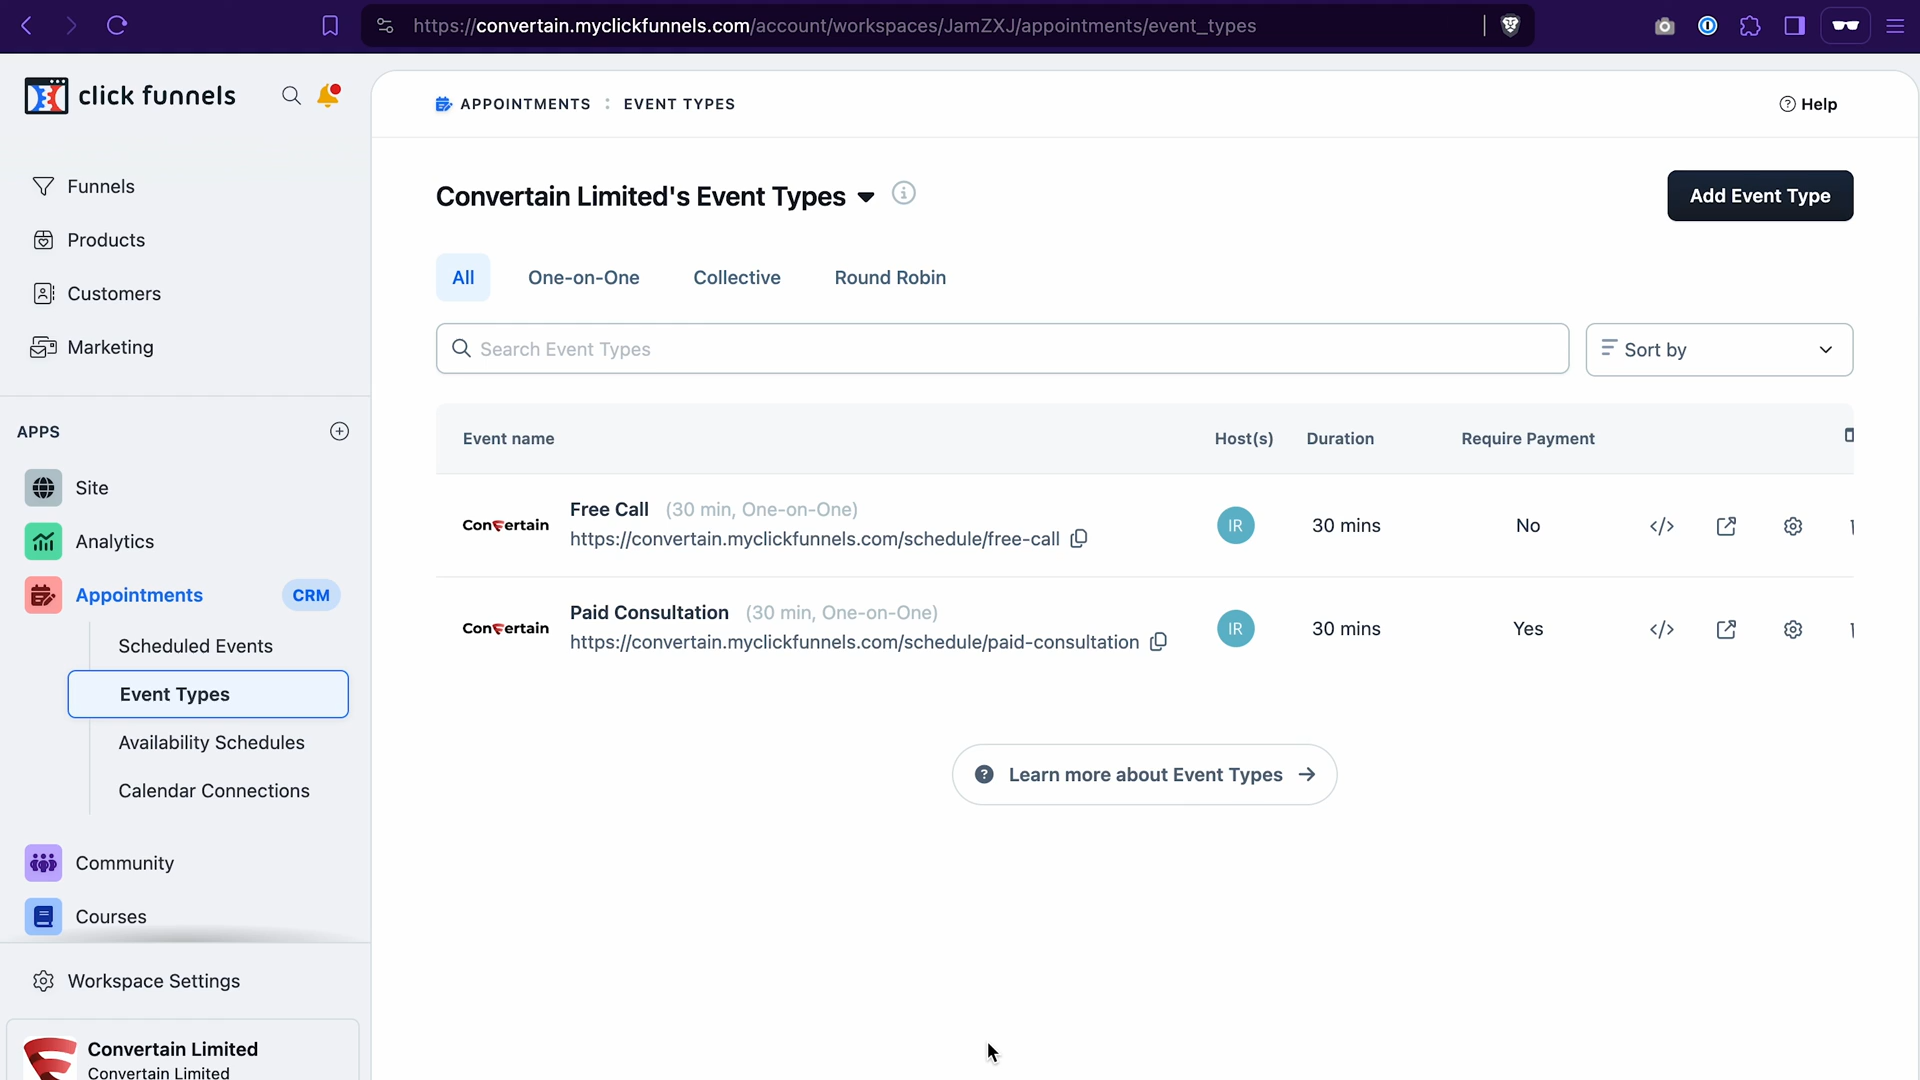 https://convertain.myclickfunnels.com/account/workspaces/JamZXJ/appointments/event_types
click funnels
Funnels
Products
Customers
Marketing
APPS
Site
Analytics
Appointments CRM
Scheduled Events
Event Types
Availability Schedules
Calendar Connections
Community
Courses
Workspace Settings
Convertain Limited
Convertain Limited
APPOINTMENTS : EVENT TYPES
Help
Convertain Limited's Event Types
Add Event Type
All One-on-One Collective Round Robin
Search Event Types
Sort by
Event name Host(s) Duration Require Payment
Convertain
Free Call (30 min, One-on-One)
https://convertain.myclickfunnels.com/schedule/free-call
IR 30 mins No
Convertain
Paid Consultation (30 min, One-on-One)
https://convertain.myclickfunnels.com/schedule/paid-consultation
IR 30 mins Yes
Learn more about Event Types